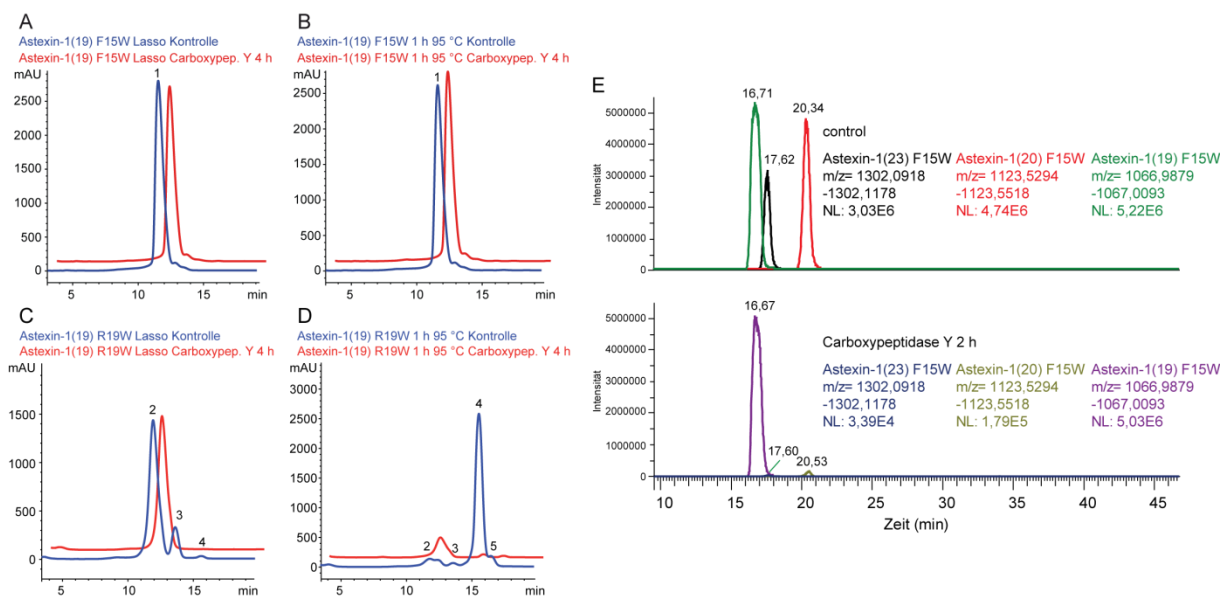 A
Astexin-1(19) F15W Lasso Kontrolle
Astexin-1(19) F15W Lasso Carboxypep. Y 4 h
mAU
1
2500
2000
1500
1000
500
0
5
10
15
min
B
Astexin-1(19) F15W 1 h 95 °C Kontrolle
Astexin-1(19) F15W 1 h 95 °C Carboxypep. Y 4 h
mAU
1
2500
2000
1500
1000
500
0
5
10
15
min
C
Astexin-1(19) R19W Lasso Kontrolle
Astexin-1(19) R19W Lasso Carboxypep. Y 4 h
mAU
1500
1000
500
0
2
3
4
5
10
15
min
D
Astexin-1(19) R19W 1 h 95 °C Kontrolle
Astexin-1(19) R19W 1 h 95 °C Carboxypep. Y 4 h
mAU
3000
2500
2000
1500
1000
500
0
4
2
3
5
5
10
15
min
E
16,71
20,34
17,62
control
Astexin-1(23) F15W Astexin-1(20) F15W Astexin-1(19) F15W
m/z= 1302,0918 m/z= 1123,5294 m/z= 1066,9879
-1302,1178 -1123,5518 -1067,0093
NL: 3,03E6 NL: 4,74E6 NL: 5,22E6
Intensität
5000000
4000000
3000000
2000000
1000000
0
16,67
Carboxypeptidase Y 2 h
Astexin-1(23) F15W Astexin-1(20) F15W Astexin-1(19) F15W
m/z= 1302,0918 m/z= 1123,5294 m/z= 1066,9879
-1302,1178 -1123,5518 -1067,0093
NL: 3,39E4 NL: 1,79E5 NL: 5,03E6
17,60
20,53
Intensität
5000000
4000000
3000000
2000000
1000000
0
10 15 20 25 30 35 40 45
Zeit (min)